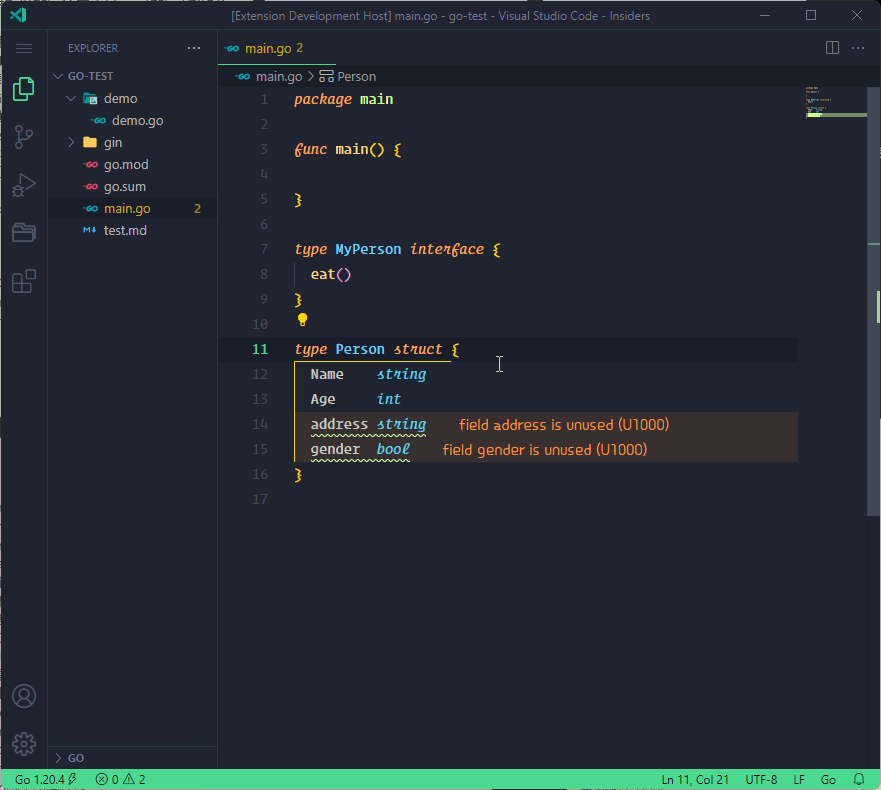 [Extension Development Host] main.go - go-test - Visual Studio Code - Insiders
EXPLORER
GO-TEST
demo
demo.go
gin
go.mod
go.sum
main.go 2
test.md
GO
main.go 2
main.go > Person
1 package main
2
3 func main() {
4
5 }
6
7 type MyPerson interface {
8 eat()
9 }
10
11 type Person struct {
12 Name string
13 Age int
14 address string field address is unused (U1000)
15 gender bool field gender is unused (U1000)
16 }
17
Go 1.20.4 0 2 Ln 11, Col 21 UTF-8 LF Go